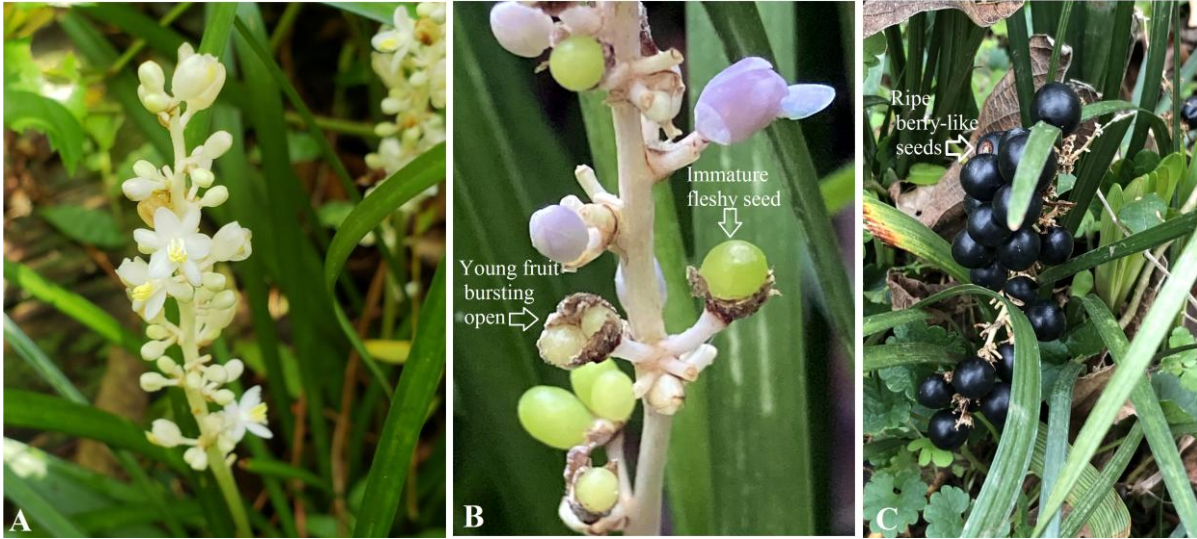 A
Immature
fleshy seed
Young fruit
bursting
open
B
Ripe
berry-like
seeds
C